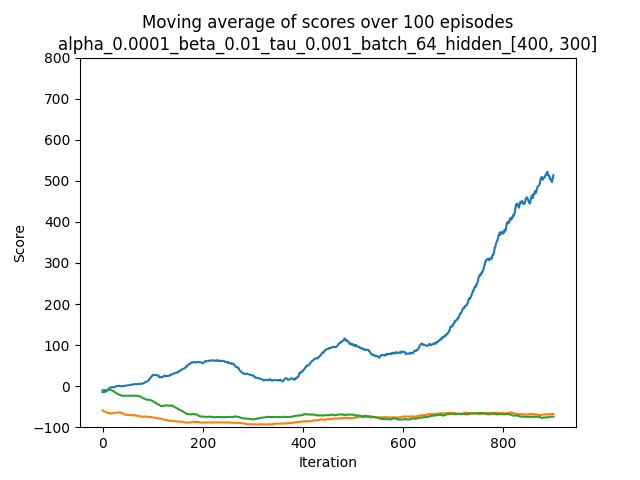 Moving average of scores over 100 episodes
alpha_0.0001_beta_0.01_tau_0.001_batch_64_hidden_[400, 300]
800
700
600
500
400
300
200
100
0
−100
Score
0 200 400 600 800
Iteration